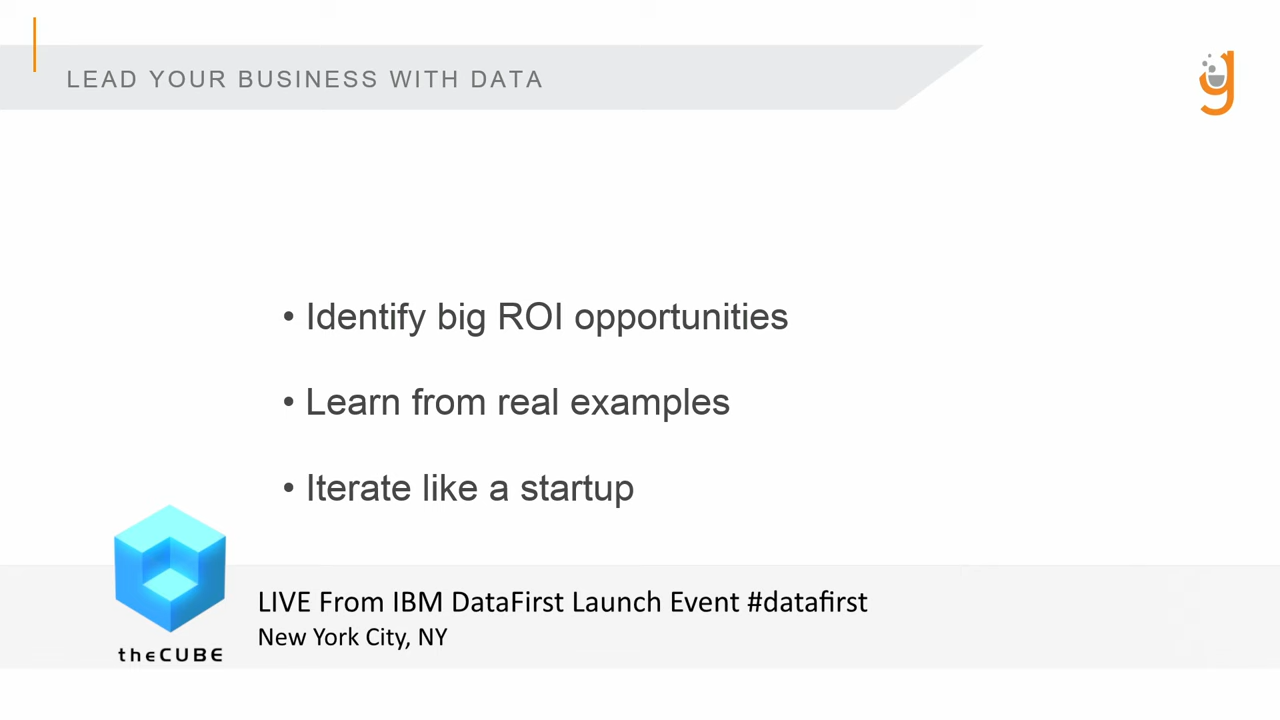 LEAD YOUR BUSINESS WITH DATA
g
• Identify big ROI opportunities
• Learn from real examples
• Iterate like a startup
LIVE From IBM DataFirst Launch Event #datafirst
New York City, NY
theCUBE